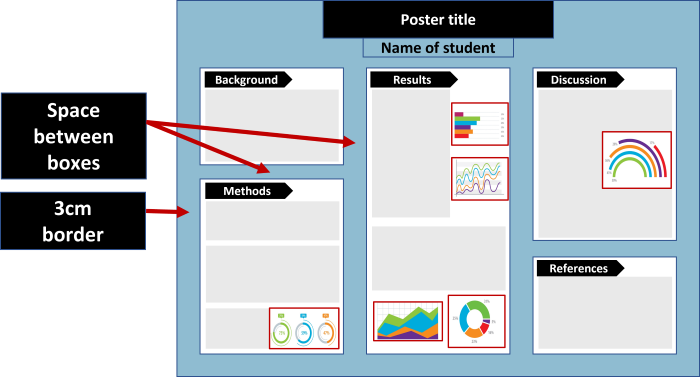 Poster title
Name of student
Background
Results
Discussion
Space
between
boxes
Methods
3cm
border
References